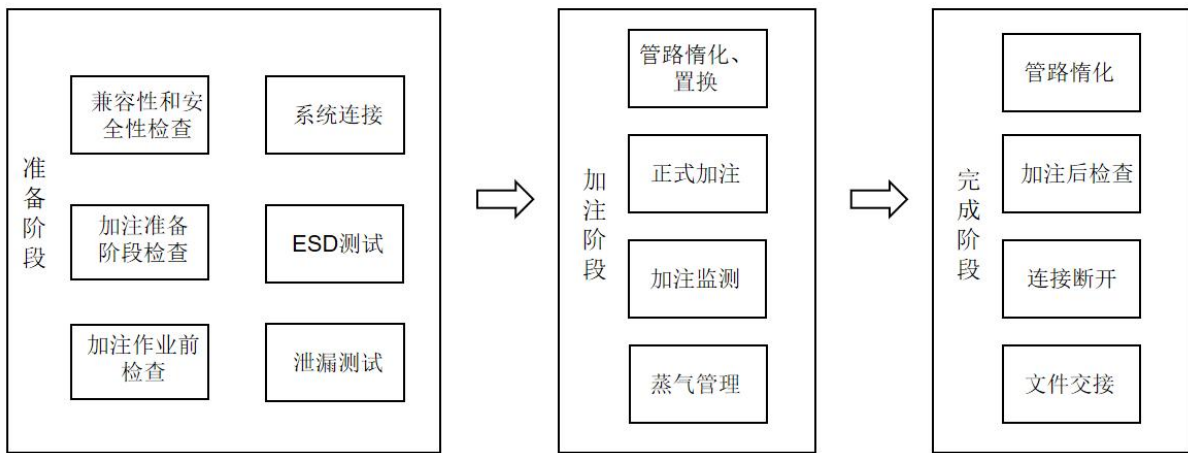 准备阶段
兼容性和安
全性检查
系统连接
加注准备
阶段检查
ESD测试
加注作业前
检查
泄漏测试
加注阶段
管路惰化、
置换
正式加注
加注监测
蒸气管理
完成阶段
管路惰化
加注后检查
连接断开
文件交接